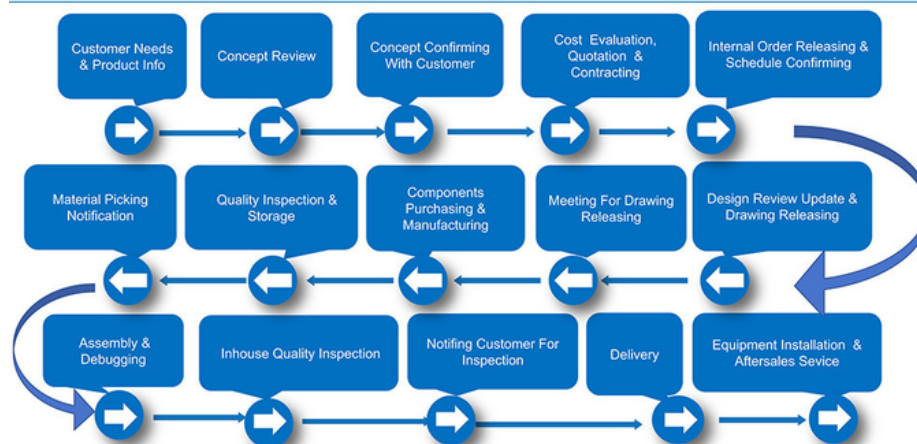 Customer Needs
& Product Info
Concept Review
Concept Confirming
With Customer
Cost Evaluation,
Quotation &
Contracting
Internal Order Releasing &
Schedule Confirming
Material Picking
Notification
Quality Inspection &
Storage
Components
Purchasing &
Manufacturing
Meeting For Drawing
Releasing
Design Review Update &
Drawing Releasing
Assembly &
Debugging
Inhouse Quality Inspection
Notifing Customer For
Inspection
Delivery
Equipment Installation &
Aftersales Sevice